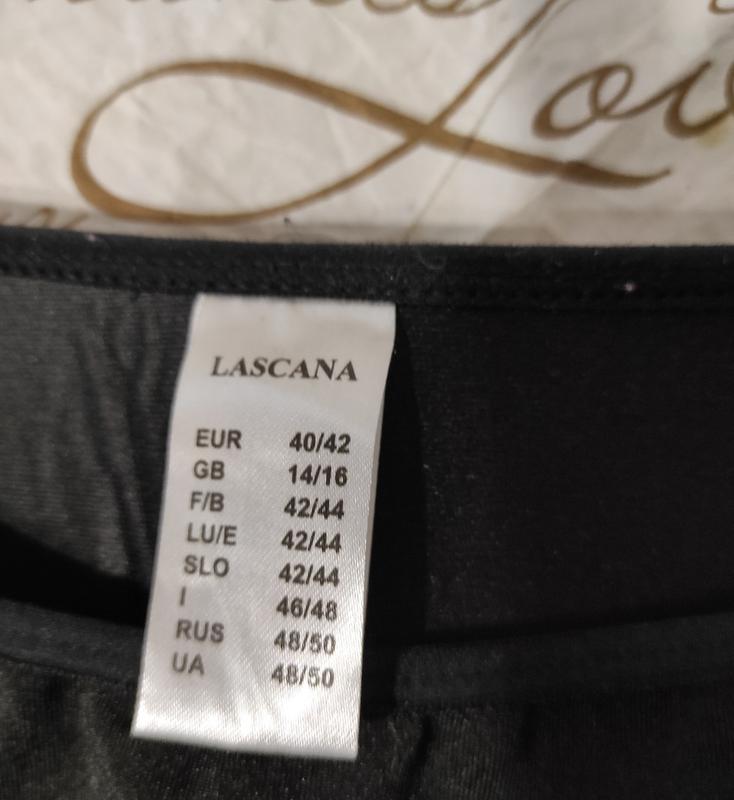 Lov
LASCANA
EUR 40/42
GB 14/16
F/B 42/44
LU/E 42/44
SLO 42/44
I 46/48
RUS 48/50
UA 48/50